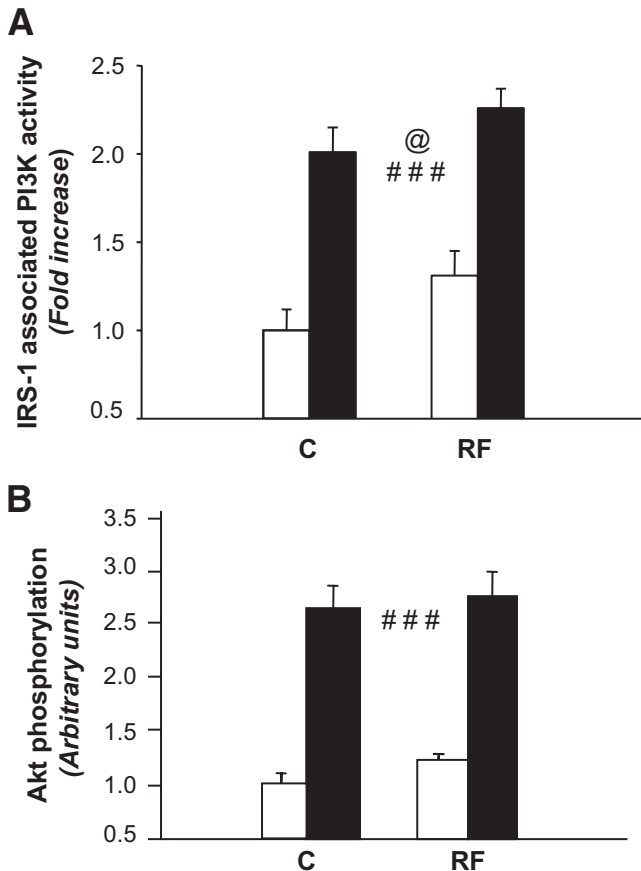 A
IRS-1 associated PI3K activity
(Fold increase)
2.5
2.0
1.5
1.0
0.5
@
# # #
C RF
B
Akt phosphorylation
(Arbitrary units)
3.5
3.0
2.5
2.0
1.5
1.0
0.5
# # #
C RF